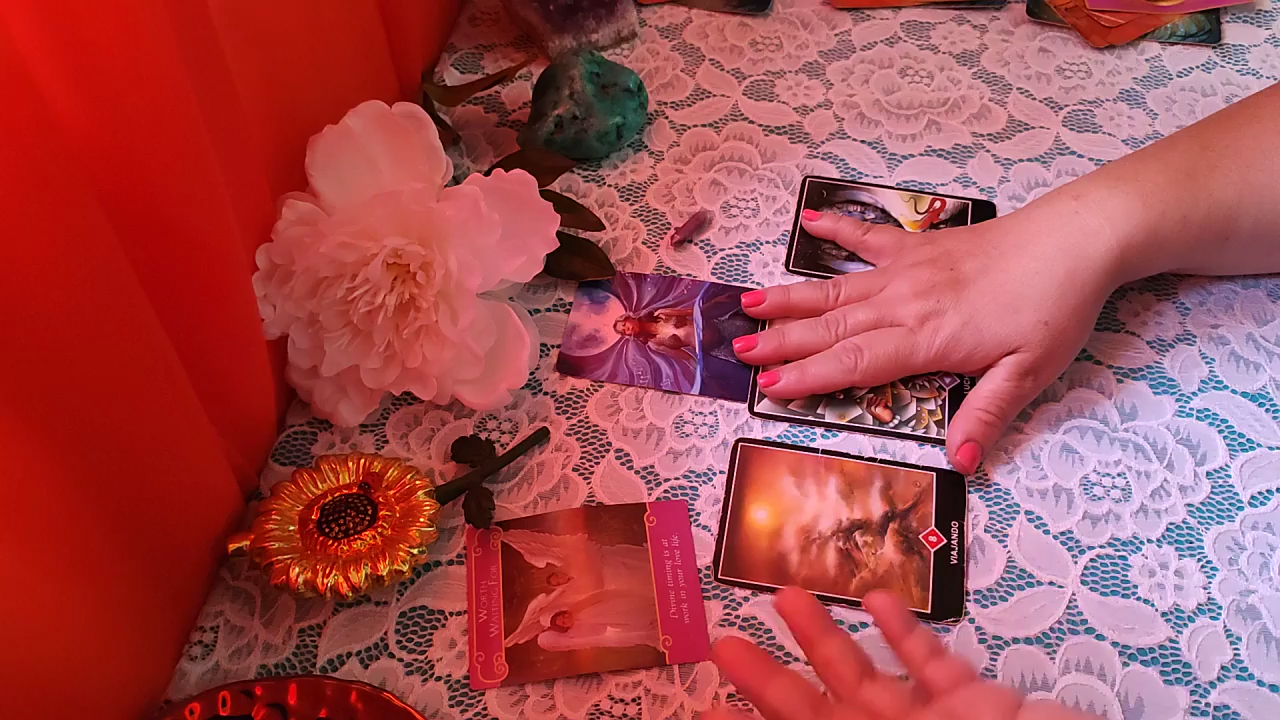 WORTH
WAITING FOR
Divine timing is at
work in your love life
8
VIAJANDO